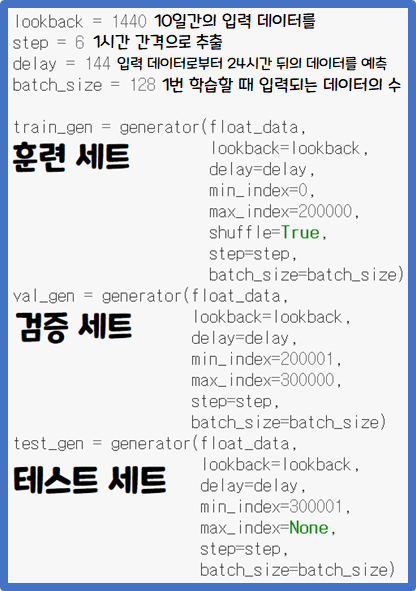 lookback = 1440 10일간의 입력 데이터를
step = 6 1시간 간격으로 추출
delay = 144 입력 데이터로부터 24시간 뒤의 데이터를 예측
batch_size = 128 1번 학습할 때 입력되는 데이터의 수
train_gen = generator(float_data,
훈련 세트
lookback=lookback,
delay=delay,
min_index=0,
max_index=200000,
shuffle=True,
step=step,
batch_size=batch_size)
val_gen = generator(float_data,
검증 세트
lookback=lookback,
delay=delay,
min_index=200001,
max_index=300000,
step=step,
batch_size=batch_size)
test_gen = generator(float_data,
테스트 세트
lookback=lookback,
delay=delay,
min_index=300001,
max_index=None,
step=step,
batch_size=batch_size)